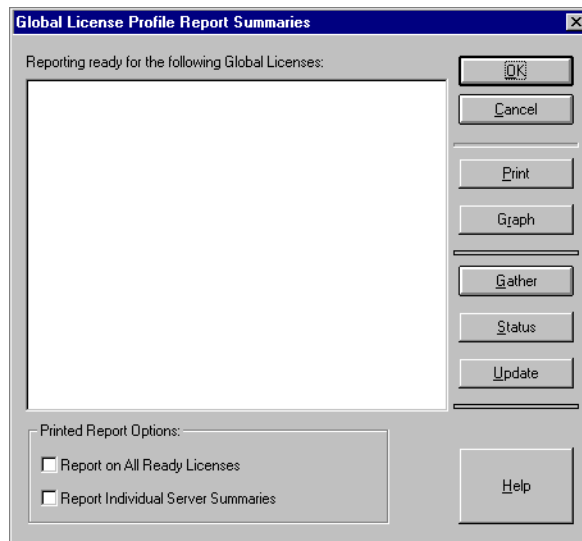 Global License Profile Report Summaries
Reporting ready for the following Global Licenses:
OK
Cancel
Print
Graph
Gather
Status
Update
Printed Report Options:
Report on All Ready Licenses
Report Individual Server Summaries
Help